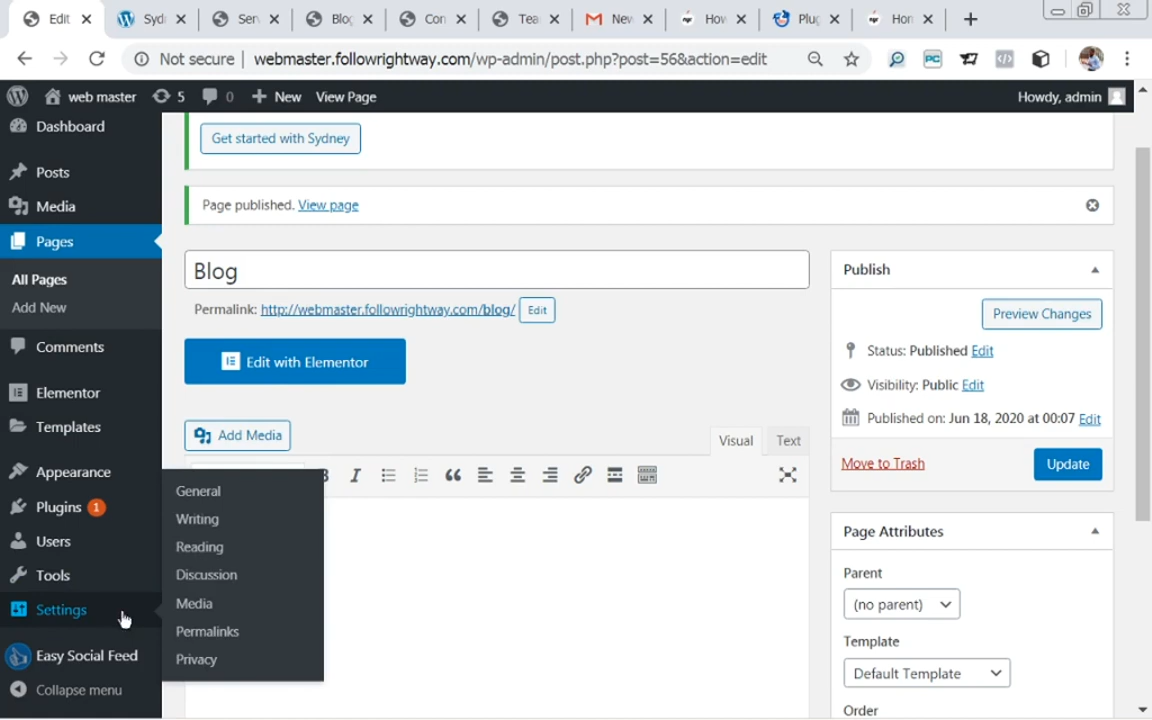 Edit
Syd
Ser
Blo
Con
Tea
New
How
Plu
Hon
Not secure
webmaster.followrightway.com/wp-admin/post.php?post=56&action=edit
PC
web master
5
0
New
View Page
Howdy, admin
Dashboard
Posts
Media
Pages
All Pages
Add New
Comments
Elementor
Templates
Appearance
Plugins 1
Users
Tools
Settings
Easy Social Feed
Collapse menu
General
Writing
Reading
Discussion
Media
Permalinks
Privacy
Get started with Sydney
Page published. View page
Blog
Permalink: http://webmaster.followrightway.com/blog/ Edit
Edit with Elementor
Add Media
Visual
Text
Publish
Preview Changes
Status: Published Edit
Visibility: Public Edit
Published on: Jun 18, 2020 at 00:07 Edit
Move to Trash
Update
Page Attributes
Parent
(no parent)
Template
Default Template
Order